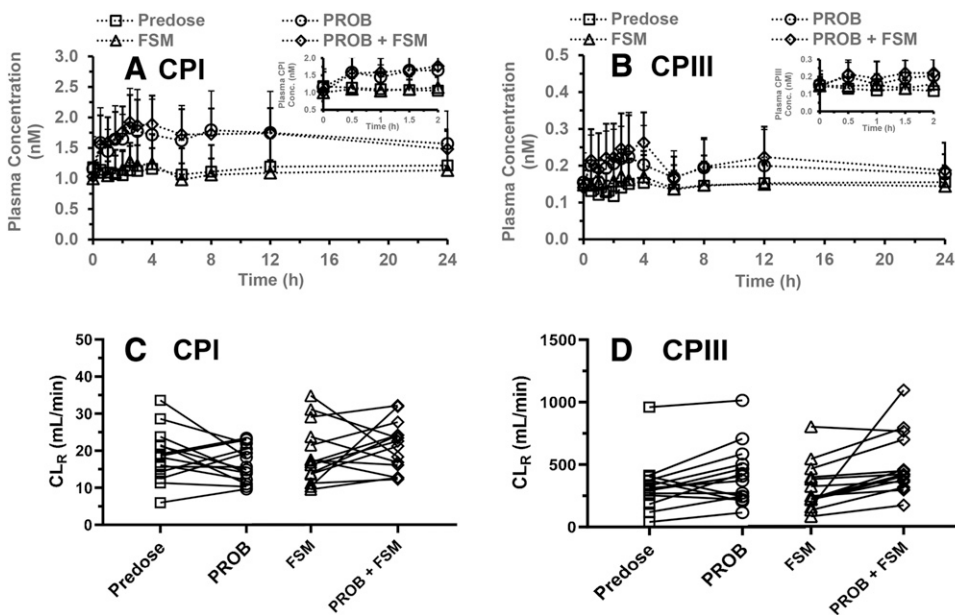 Predose PROB
FSM PROB + FSM
A CPI
Plasma Concentration
(nM)
3.0
2.5
2.0
1.5
1.0
0.5
0.0
0 4 8 12 16 20 24
Time (h)
Plasma CPI
Conc. (nM)
2.0
1.5
1.0
0.5
0.0
0 0.5 1 1.5 2
Time (h)
Predose PROB
FSM PROB + FSM
B CPIII
Plasma Concentration
(nM)
0.5
0.4
0.3
0.2
0.1
0.0
0 4 8 12 16 20 24
Time (h)
Plasma CPIII
Conc. (nM)
0.3
0.2
0.1
0.0
0 0.5 1 1.5 2
Time (h)
C CPI
CLR (mL/min)
50
40
30
20
10
0
Predose PROB FSM PROB + FSM
D CPIII
CLR (mL/min)
1500
1000
500
0
Predose PROB FSM PROB + FSM